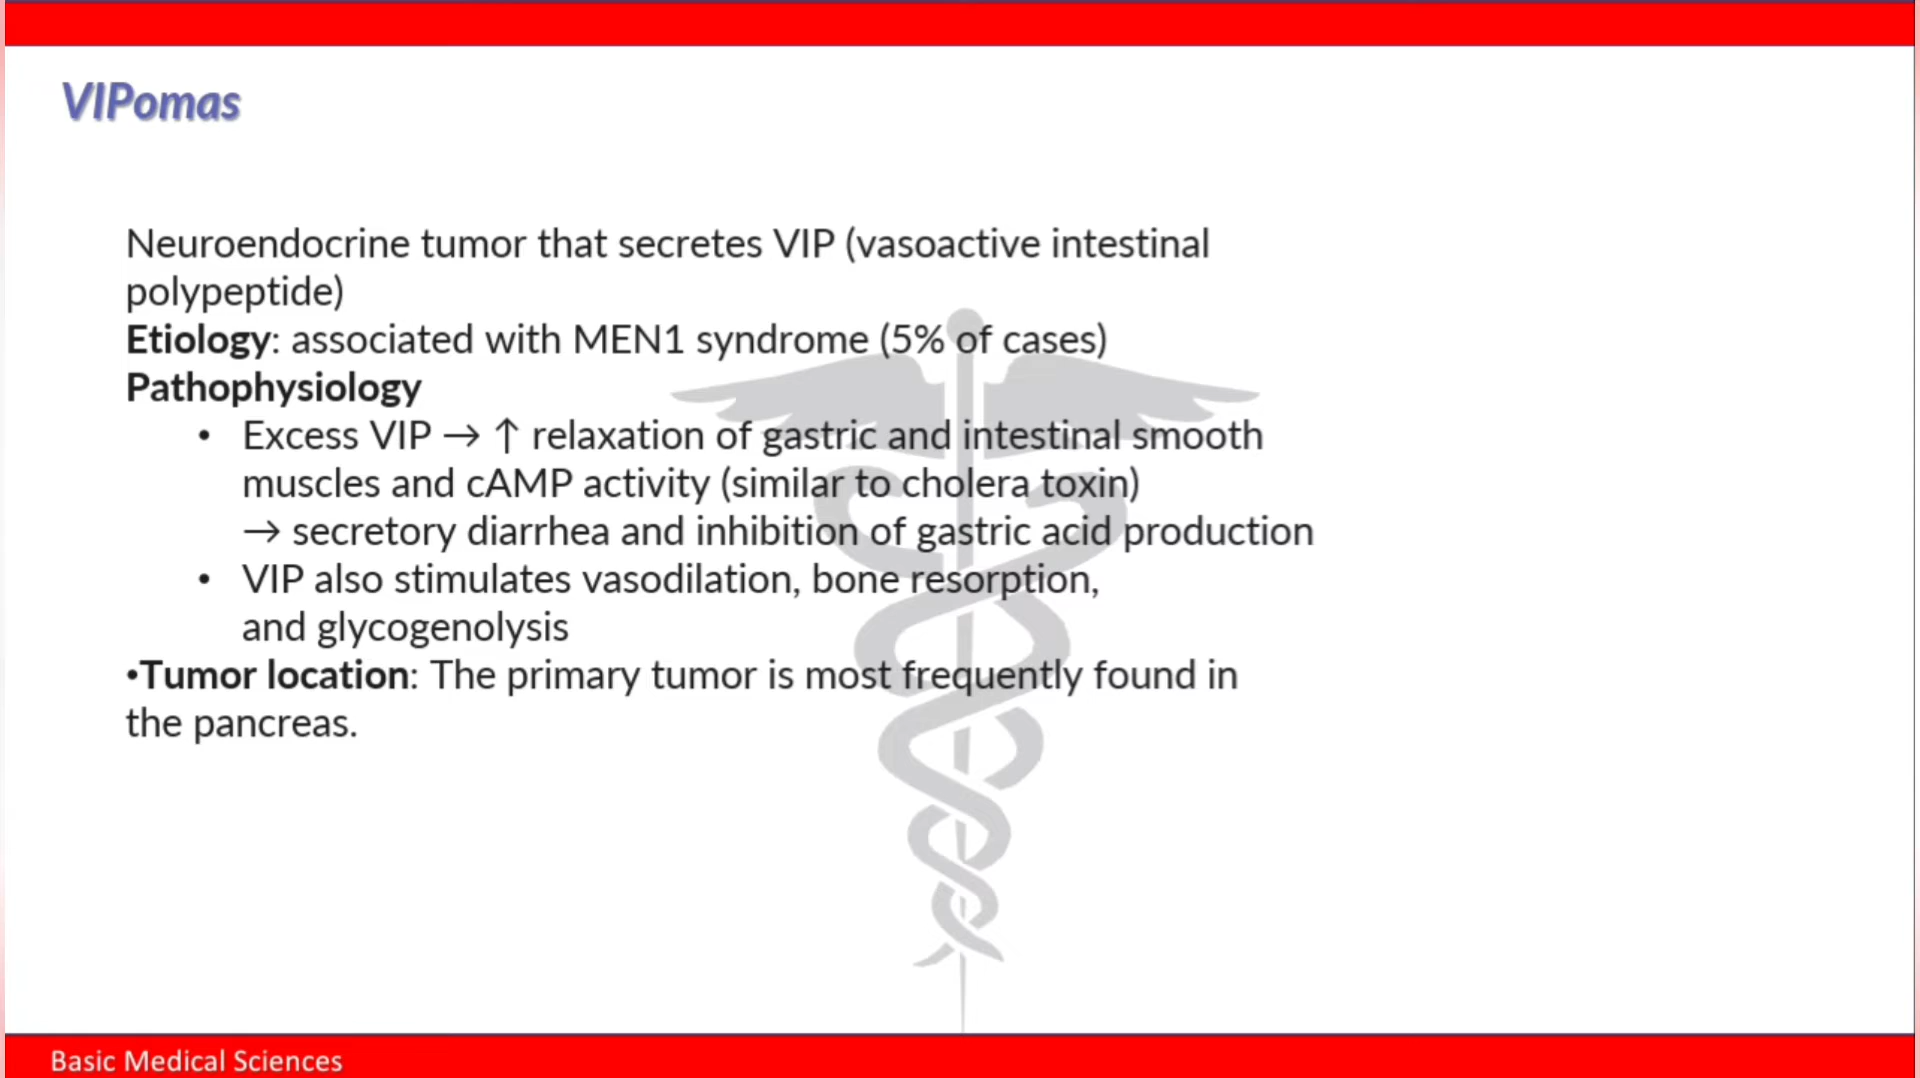 VIPomas
Neuroendocrine tumor that secretes VIP (vasoactive intestinal
polypeptide)
Etiology: associated with MEN1 syndrome (5% of cases)
Pathophysiology
• Excess VIP → ↑ relaxation of gastric and intestinal smooth
muscles and cAMP activity (similar to cholera toxin)
→ secretory diarrhea and inhibition of gastric acid production
• VIP also stimulates vasodilation, bone resorption,
and glycogenolysis
•Tumor location: The primary tumor is most frequently found in
the pancreas.
Basic Medical Sciences